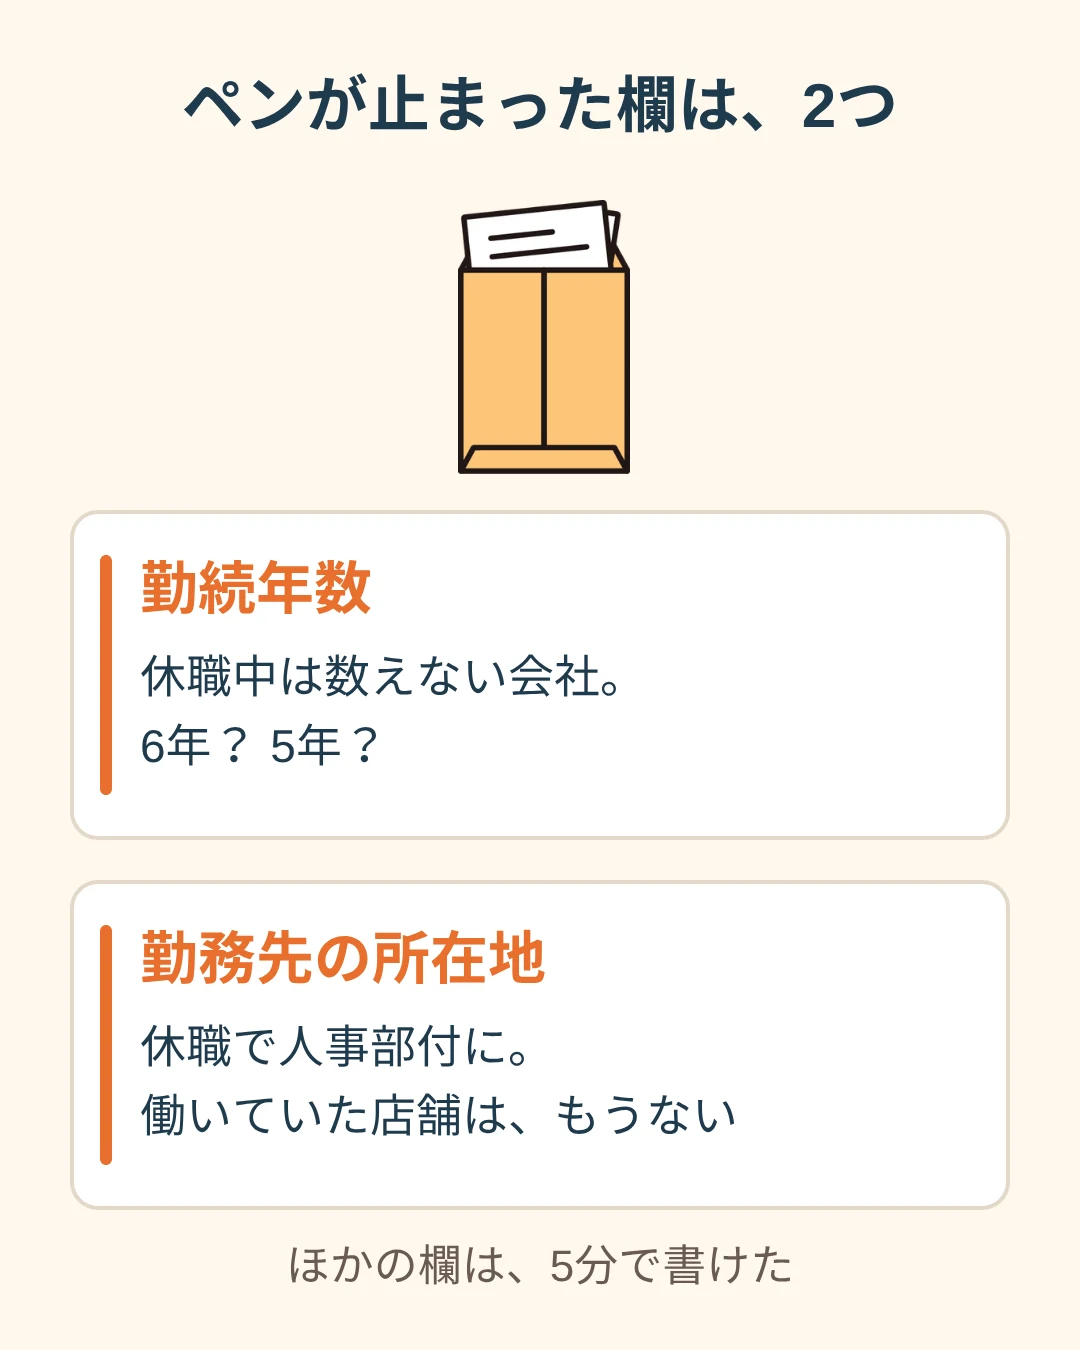 ペンが止まった欄は、2つ
勤続年数
休職中は数えない会社。
6年？ 5年？
勤務先の所在地
休職で人事部付に。
働いていた店舗は、もうない
ほかの欄は、5分で書けた